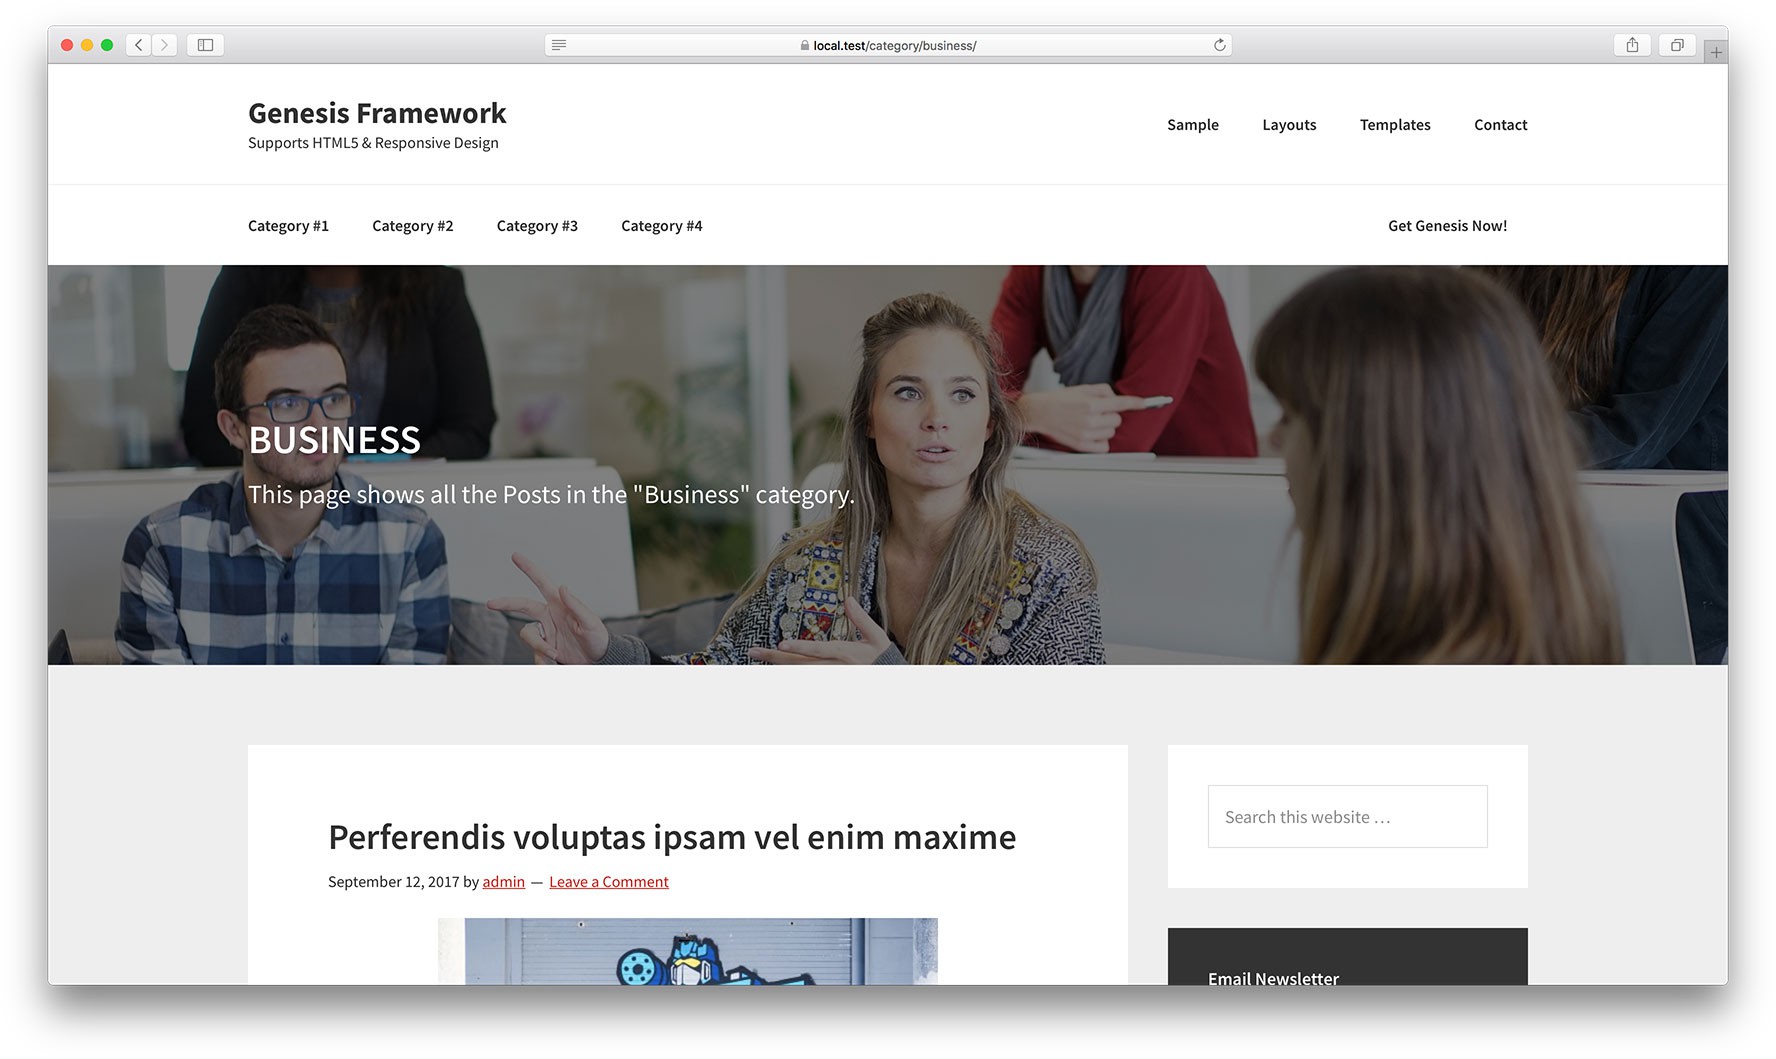 local.test/category/business/
Genesis Framework
Supports HTML5 & Responsive Design
Sample Layouts Templates Contact
Category #1 Category #2 Category #3 Category #4 Get Genesis Now!
BUSINESS
This page shows all the Posts in the "Business" category.
Perferendis voluptas ipsam vel enim maxime
September 12, 2017 by admin — Leave a Comment
Search this website …
Email Newsletter